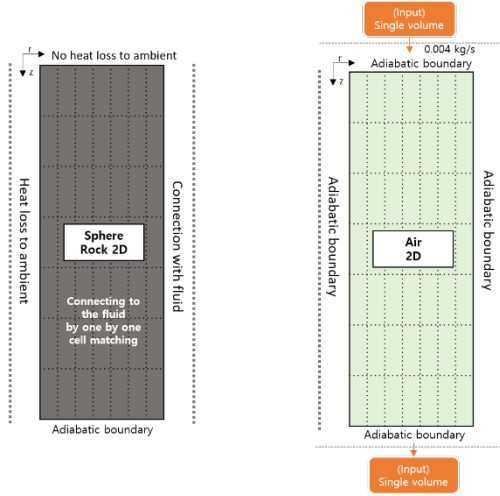 r
No heat loss to ambient
z
Heat loss to ambient
Sphere
Rock 2D
Connecting to
the fluid
by one by one
cell matching
Connection with fluid
Adiabatic boundary
(Input)
Single volume
0.004 kg/s
r
Adiabatic boundary
z
Adiabatic boundary
Air
2D
Adiabatic boundary
Adiabatic boundary
(Input)
Single volume